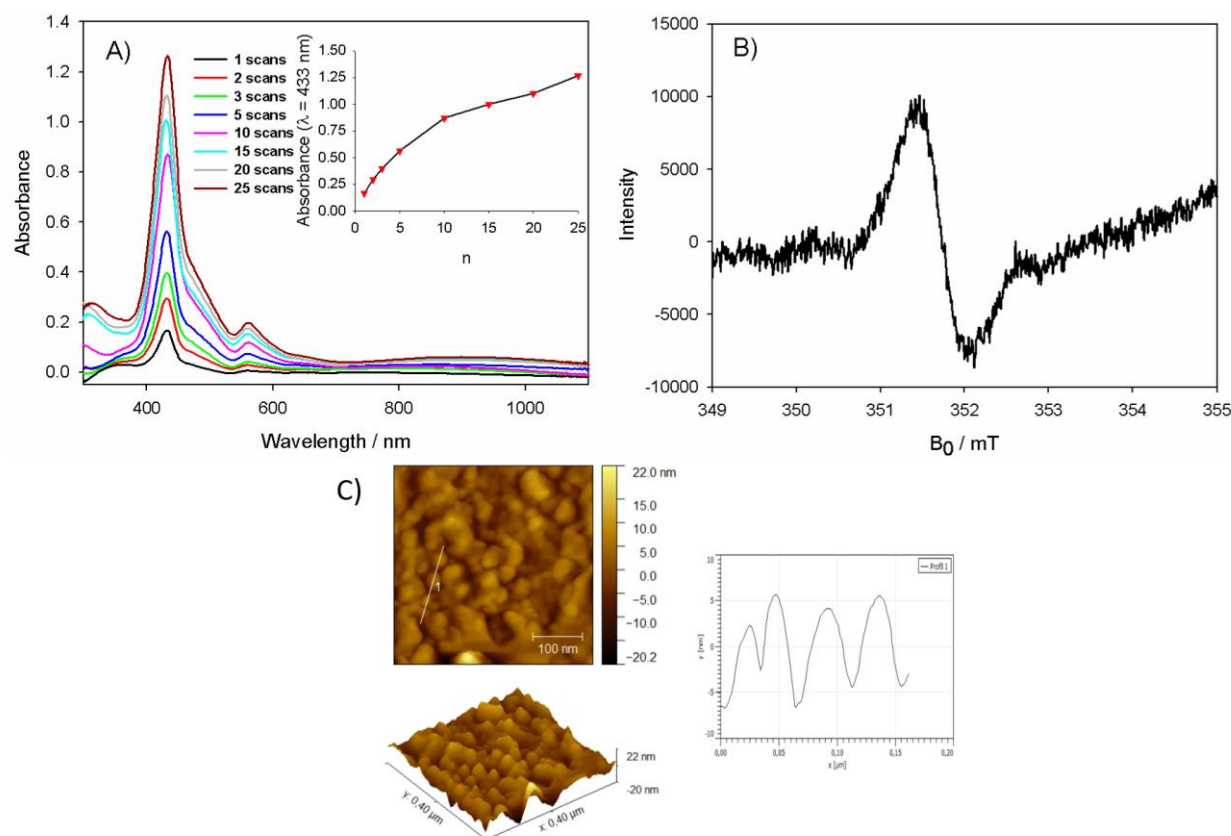 A)
1.4
1.2
1.0
0.8
0.6
0.4
0.2
0.0
Absorbance
400
600
800
1000
Wavelength / nm
1 scans
2 scans
3 scans
5 scans
10 scans
15 scans
20 scans
25 scans
Absorbance (λ = 433 nm)
1.50
1.25
1.00
0.75
0.50
0.25
0.00
0
5
10
15
20
25
n
B)
15000
10000
5000
0
-5000
-10000
Intensity
349
350
351
352
353
354
355
B₀ / mT
C)
1
100 nm
22.0 nm
15.0
10.0
5.0
0.0
−5.0
−10.0
−20.2
y: 0,40 µm
x: 0,40 µm
22 nm
-20 nm
10
5
0
-5
-10
y [nm]
Profil 1
0,00
0,05
0,10
0,15
0,20
x [µm]